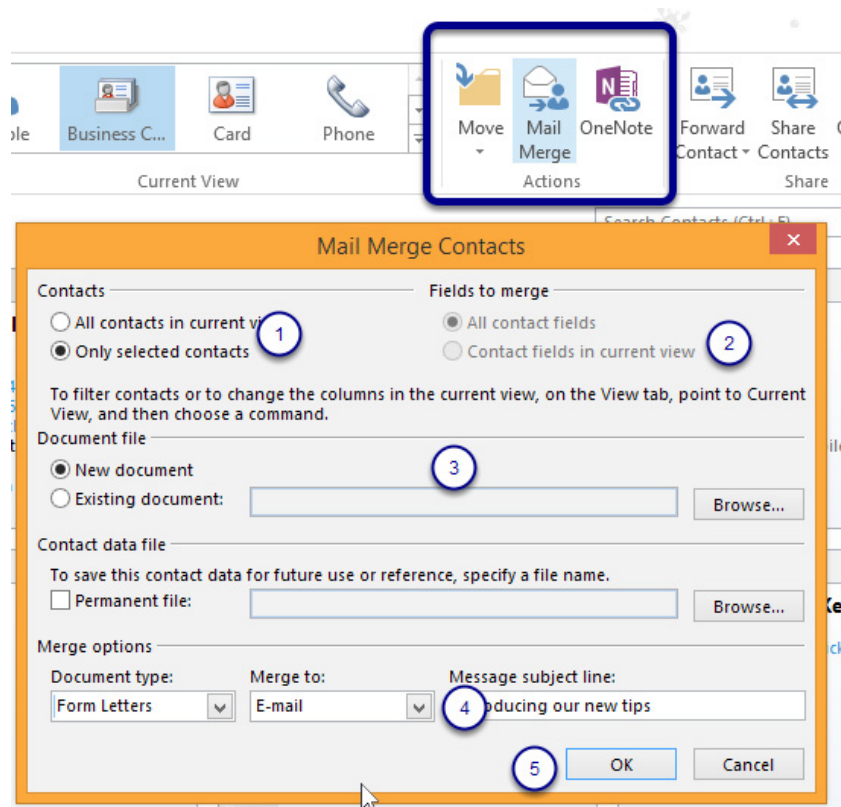 ble Business C... Card Phone Move Mail Merge OneNote Forward Contact Share Contacts
Current View Actions Share
Search Contacts (Ctrl+E)
Mail Merge Contacts
Contacts Fields to merge
All contacts in current 1 All contact fields
Only selected contacts Contact fields in current view 2
To filter contacts or to change the columns in the current view, on the View tab, point to Current
View, and then choose a command.
Document file
New document 3
Existing document: Browse...
Contact data file
To save this contact data for future use or reference, specify a file name.
Permanent file: Browse...
Merge options
Document type: Merge to: Message subject line:
Form Letters E-mail 4 oducing our new tips
5 OK Cancel